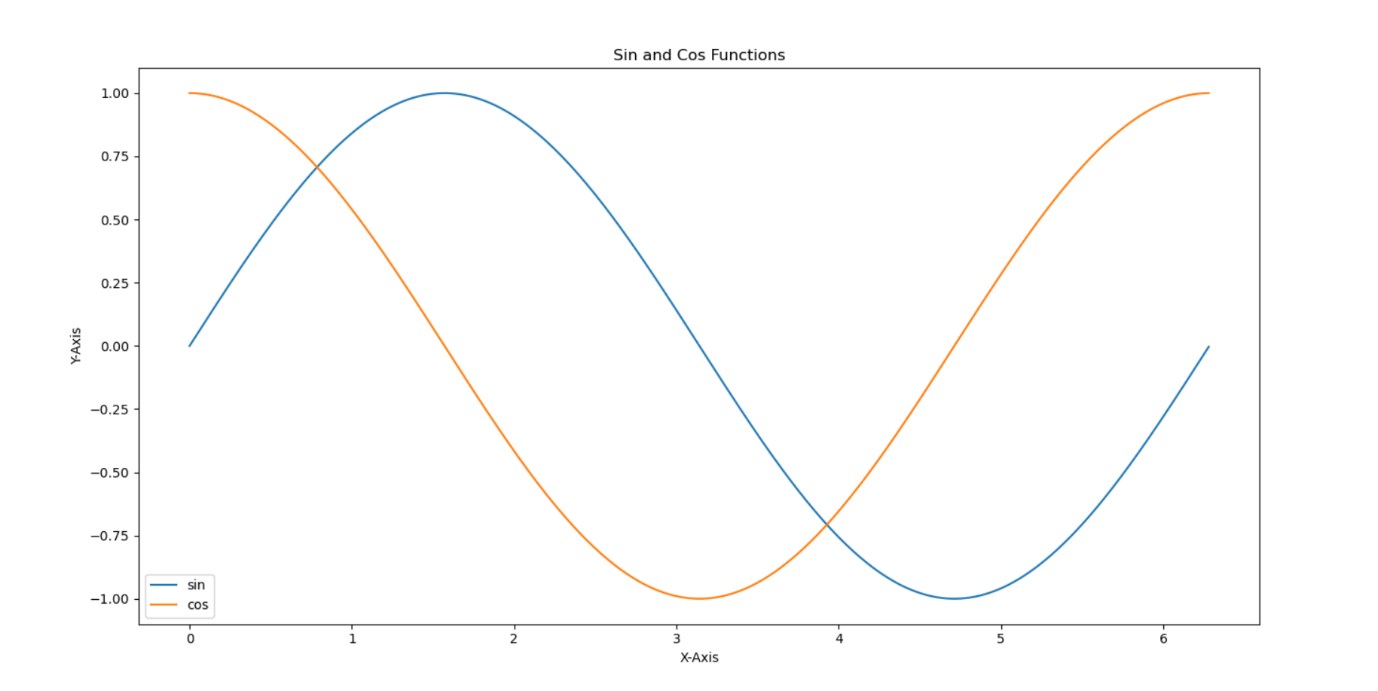 Sin and Cos Functions
1.00
0.75
0.50
0.25
0.00
−0.25
−0.50
−0.75
−1.00
Y-Axis
sin
cos
0 1 2 3 4 5 6
X-Axis